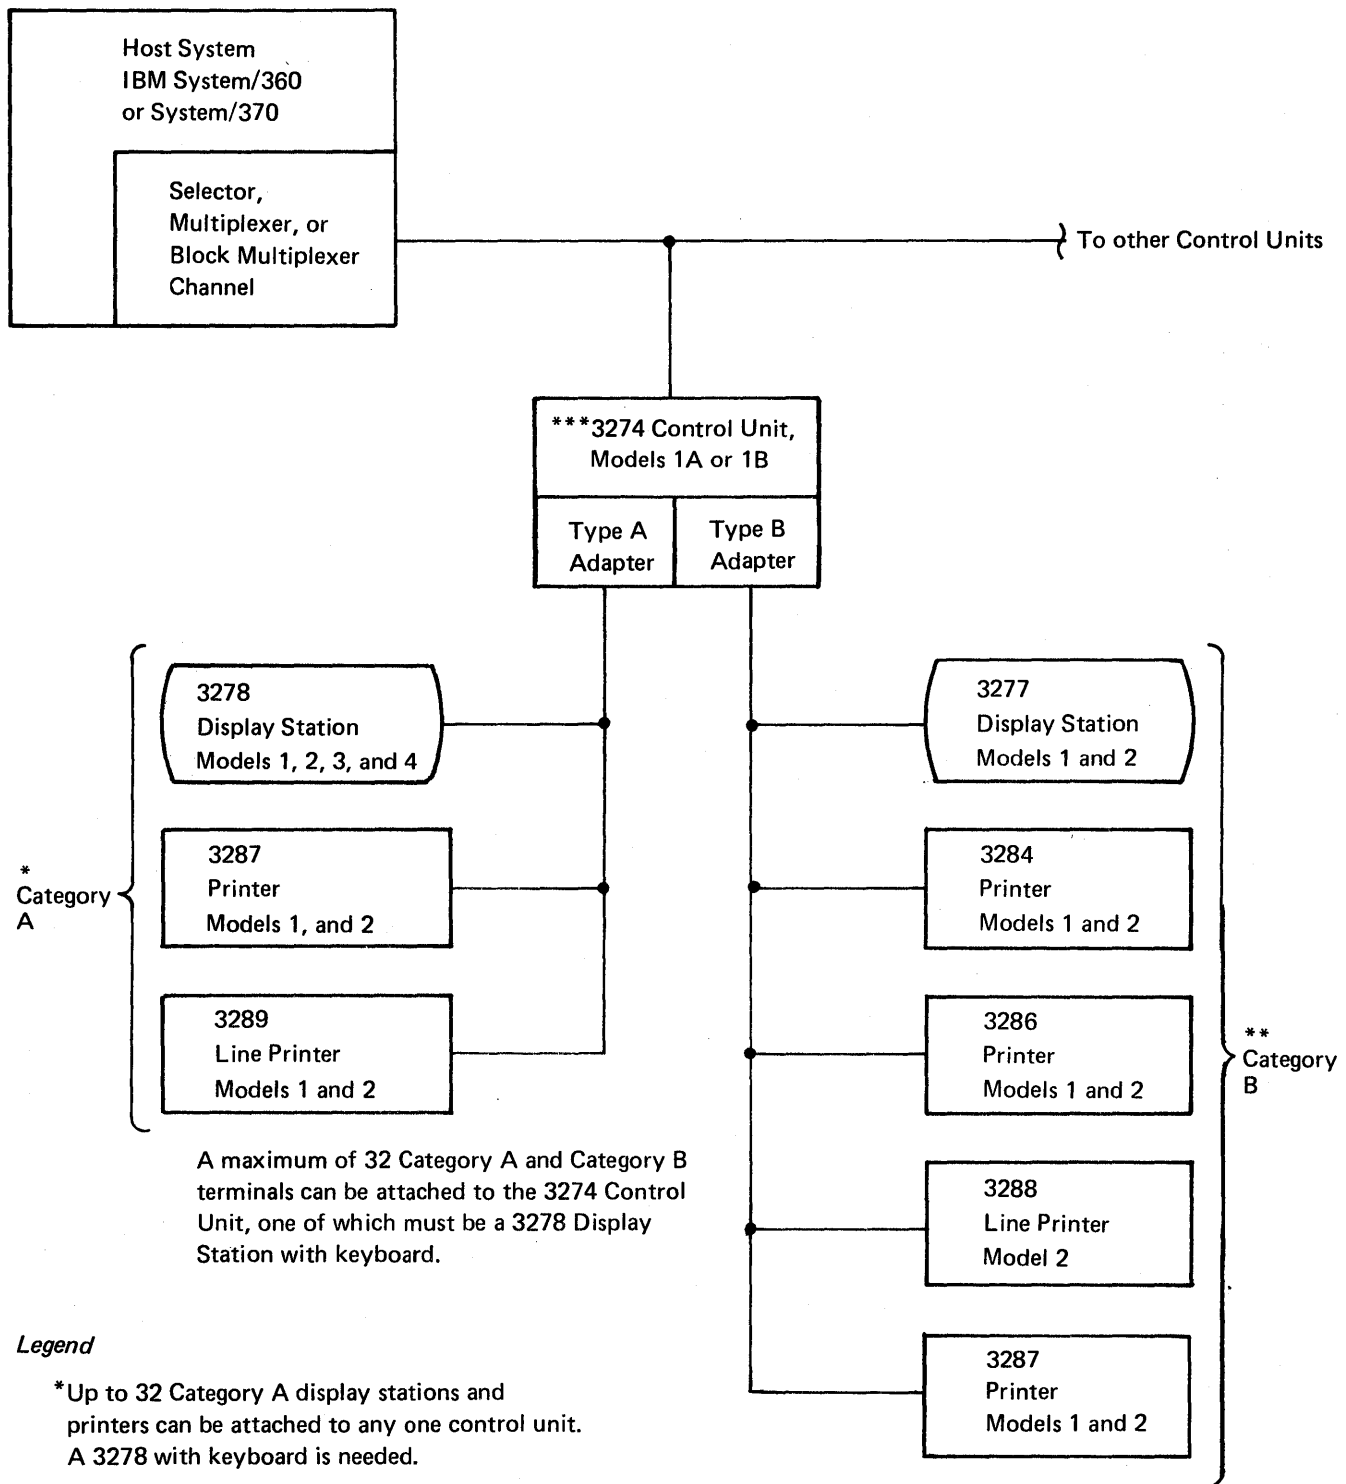 Host System
IBM System/360
or System/370
Selector,
Multiplexer, or
Block Multiplexer
Channel
To other Control Units
***3274 Control Unit,
Models 1A or 1B
Type A
Adapter
Type B
Adapter
*
Category
A
3278
Display Station
Models 1, 2, 3, and 4
3287
Printer
Models 1, and 2
3289
Line Printer
Models 1 and 2
3277
Display Station
Models 1 and 2
3284
Printer
Models 1 and 2
3286
Printer
Models 1 and 2
3288
Line Printer
Model 2
3287
Printer
Models 1 and 2
**
Category
B
A maximum of 32 Category A and Category B
terminals can be attached to the 3274 Control
Unit, one of which must be a 3278 Display
Station with keyboard.
Legend
*Up to 32 Category A display stations and
printers can be attached to any one control unit.
A 3278 with keyboard is needed.